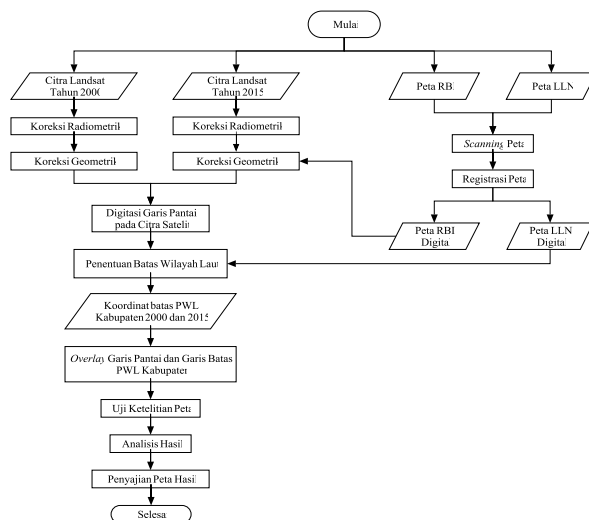 Mulai
Citra Landsat
Tahun 2000
Citra Landsat
Tahun 2015
Peta RBI
Peta LLN
Koreksi Radiometrik
Koreksi Radiometrik
Scanning Peta
Koreksi Geometrik
Koreksi Geometrik
Registrasi Peta
Digitasi Garis Pantai
pada Citra Satelit
Peta RBI
Digital
Peta LLN
Digital
Penentuan Batas Wilayah Laut
Koordinat batas PWL
Kabupaten 2000 dan 2015
Overlay Garis Pantai dan Garis Batas
PWL Kabupaten
Uji Ketelitian Peta
Analisis Hasil
Penyajian Peta Hasil
Selesai